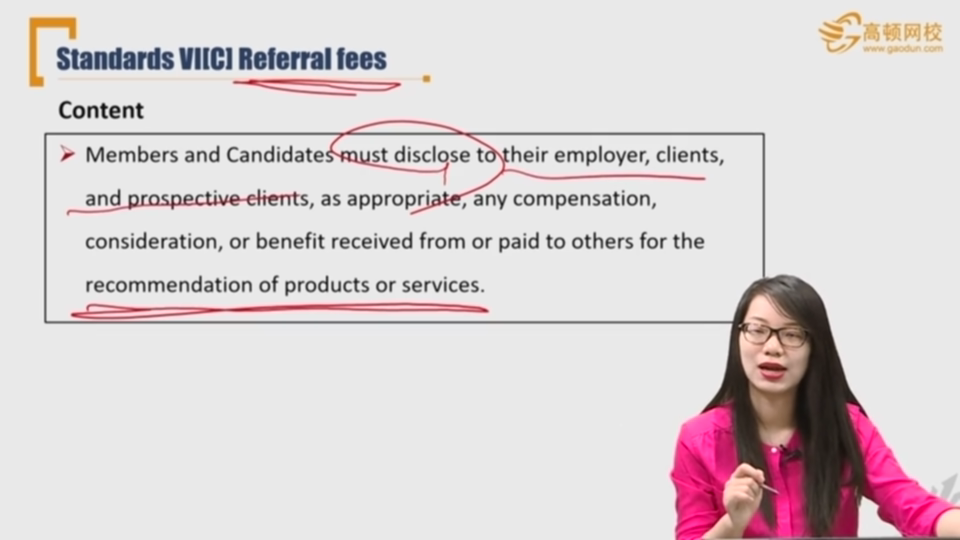 高顿网校
www.gaodun.com
Standards VI[C] Referral fees
Content
Members and Candidates must disclose to their employer, clients,
and prospective clients, as appropriate, any compensation,
consideration, or benefit received from or paid to others for the
recommendation of products or services.